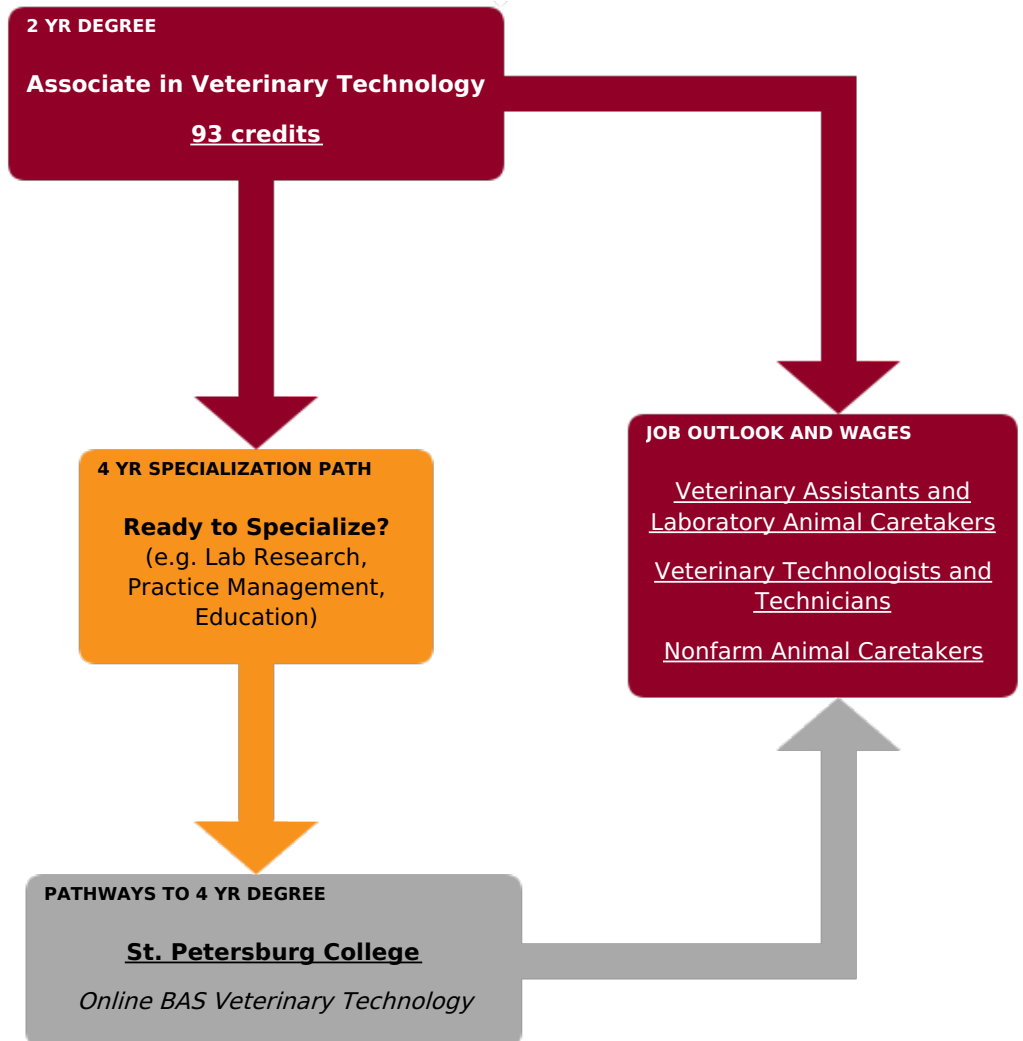 2 YR DEGREE
Associate in Veterinary Technology
93 credits
4 YR SPECIALIZATION PATH
Ready to Specialize?
(e.g. Lab Research,
Practice Management,
Education)
PATHWAYS TO 4 YR DEGREE
St. Petersburg College
Online BAS Veterinary Technology
JOB OUTLOOK AND WAGES
Veterinary Assistants and
Laboratory Animal Caretakers
Veterinary Technologists and
Technicians
Nonfarm Animal Caretakers